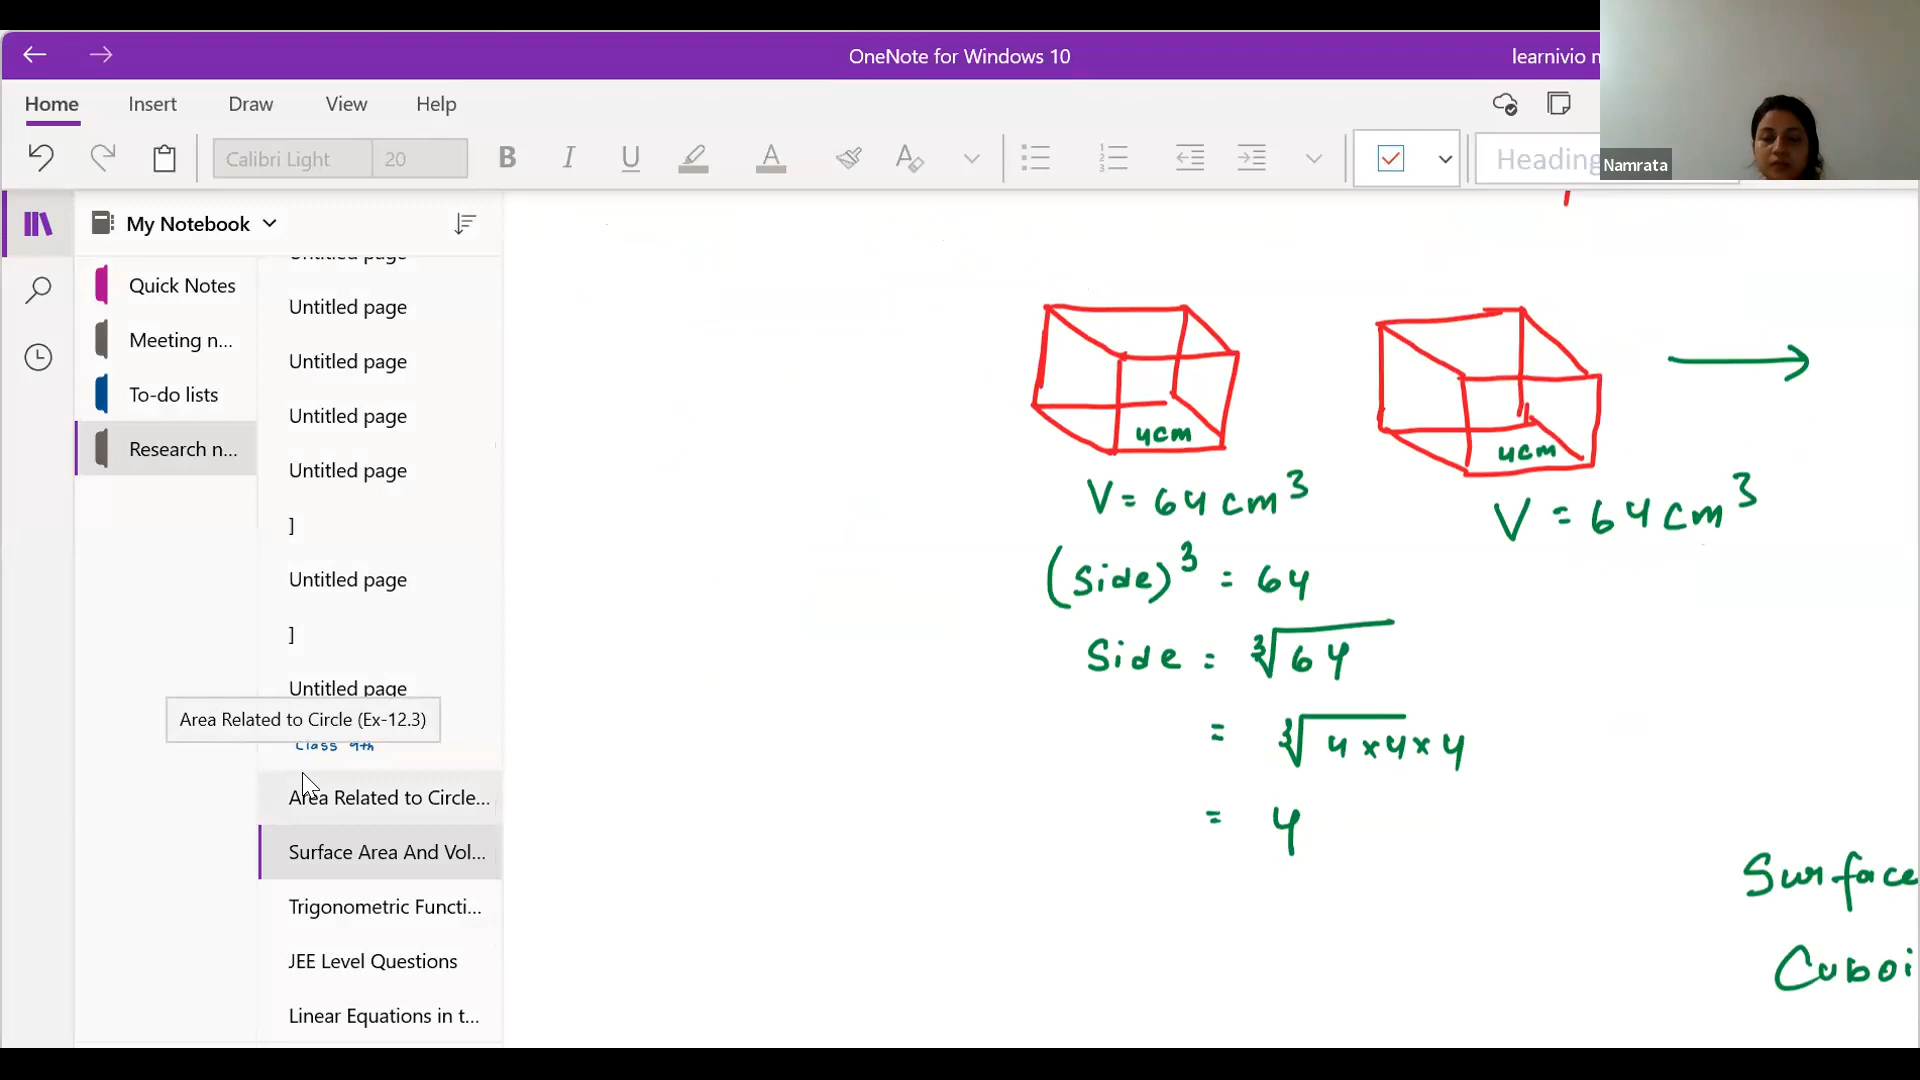 OneNote for Windows 10
learnivio
Home Insert Draw View Help
Calibri Light 20 B I U A A Heading
Namrata
My Notebook
Quick Notes
Meeting n...
To-do lists
Research n...
Untitled page
Untitled page
Untitled page
Untitled page
Untitled page
]
Untitled page
]
Untitled page
Area Related to Circle (Ex-12.3)
Class 9th
Area Related to Circle...
Surface Area And Vol...
Trigonometric Functi...
JEE Level Questions
Linear Equations in t...
4cm
4cm
V = 64 cm³
V = 64 cm³
(Side)³ = 64
Side = ∛64
= ∛4×4×4
= 4
Surface
Cuboi